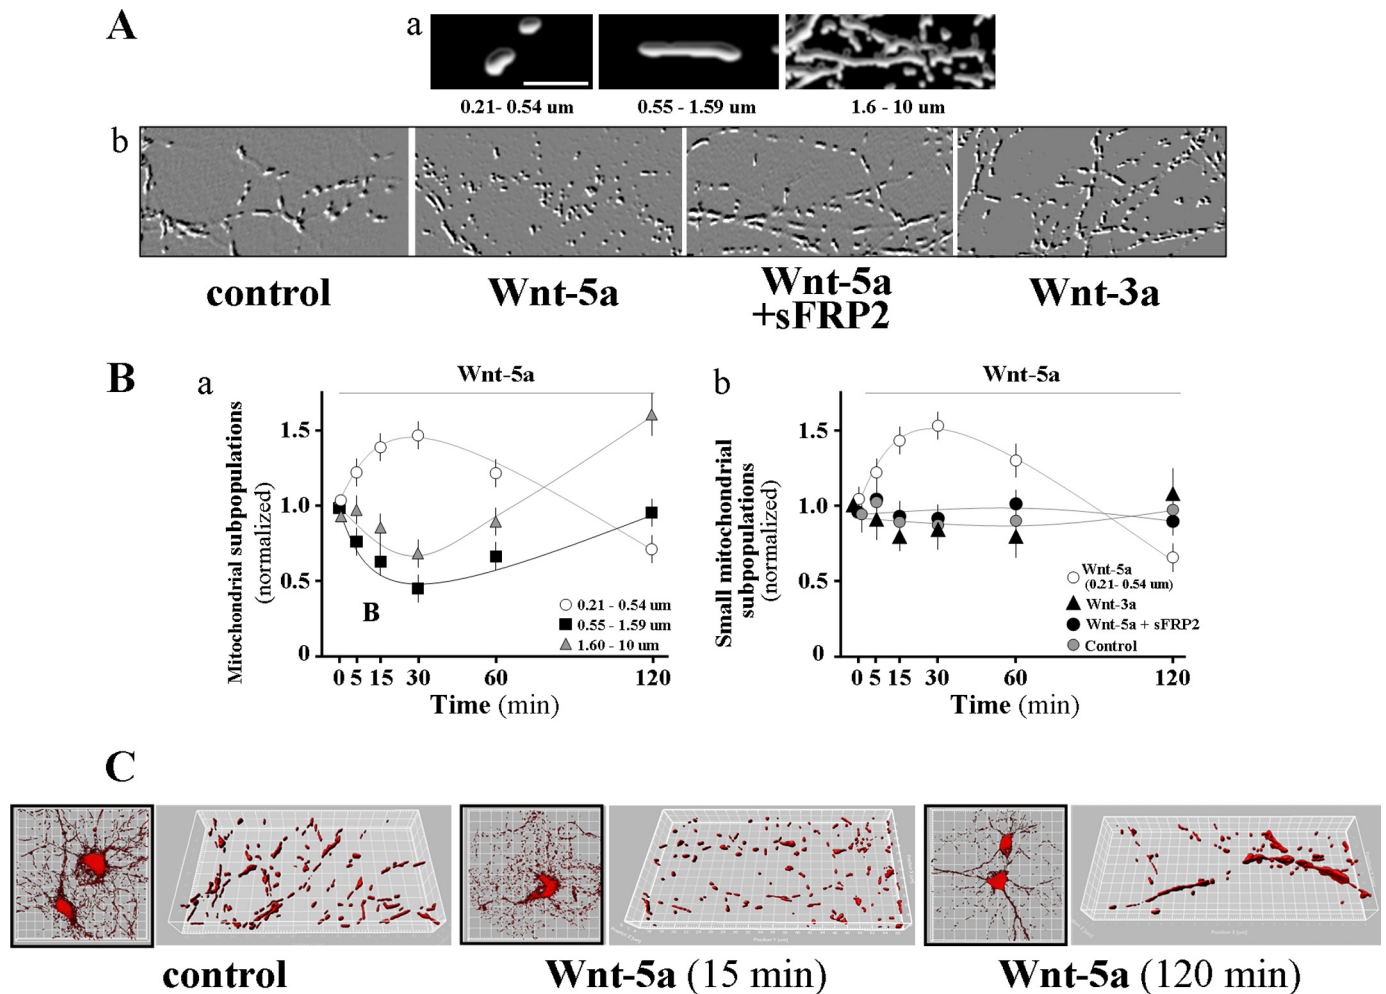 A
a
0.21- 0.54 um
0.55 - 1.59 um
1.6 - 10 um
b
control
Wnt-5a
Wnt-5a
+sFRP2
Wnt-3a
B
a
Wnt-5a
Mitochondrial subpopulations
(normalized)
1.5
1.0
0.5
0
B
0.21 - 0.54 um
0.55 - 1.59 um
1.60 - 10 um
0 5 15 30 60 120
Time (min)
b
Wnt-5a
Small mitochondrial
subpopulations
(normalized)
1.5
1.0
0.5
0
Wnt-5a
(0.21- 0.54 um)
Wnt-3a
Wnt-5a + sFRP2
Control
0 5 15 30 60 120
Time (min)
C
control
Wnt-5a (15 min)
Wnt-5a (120 min)